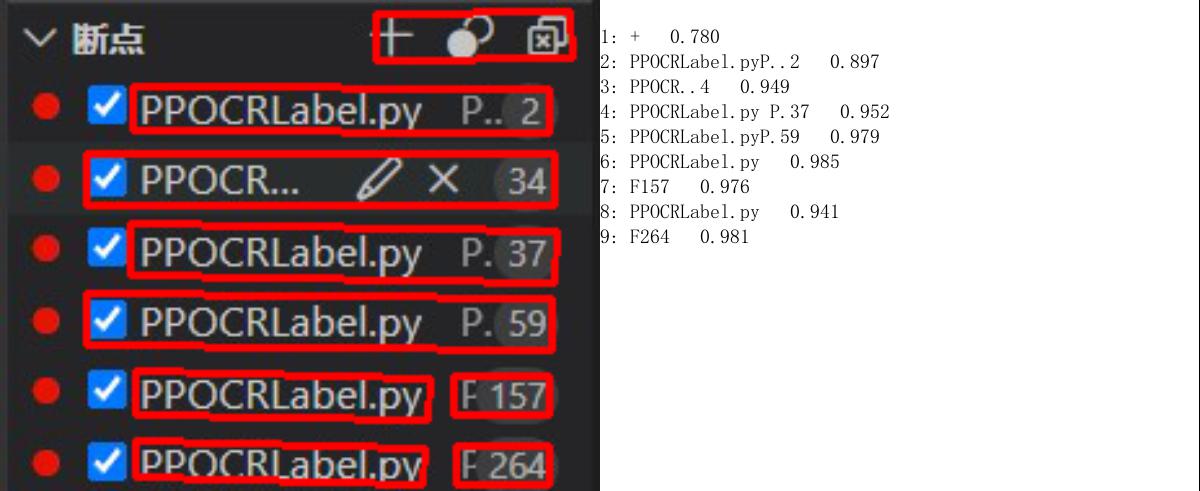 断点
PPOCRLabel.py P.. 2
PPOCR... 34
PPOCRLabel.py P. 37
PPOCRLabel.py P. 59
PPOCRLabel.py F 157
PPOCRLabel.py F 264
1: + 0.780
2: PPOCRLabel.pyP..2 0.897
3: PPOCR..4 0.949
4: PPOCRLabel.py P.37 0.952
5: PPOCRLabel.pyP.59 0.979
6: PPOCRLabel.py 0.985
7: F157 0.976
8: PPOCRLabel.py 0.941
9: F264 0.981